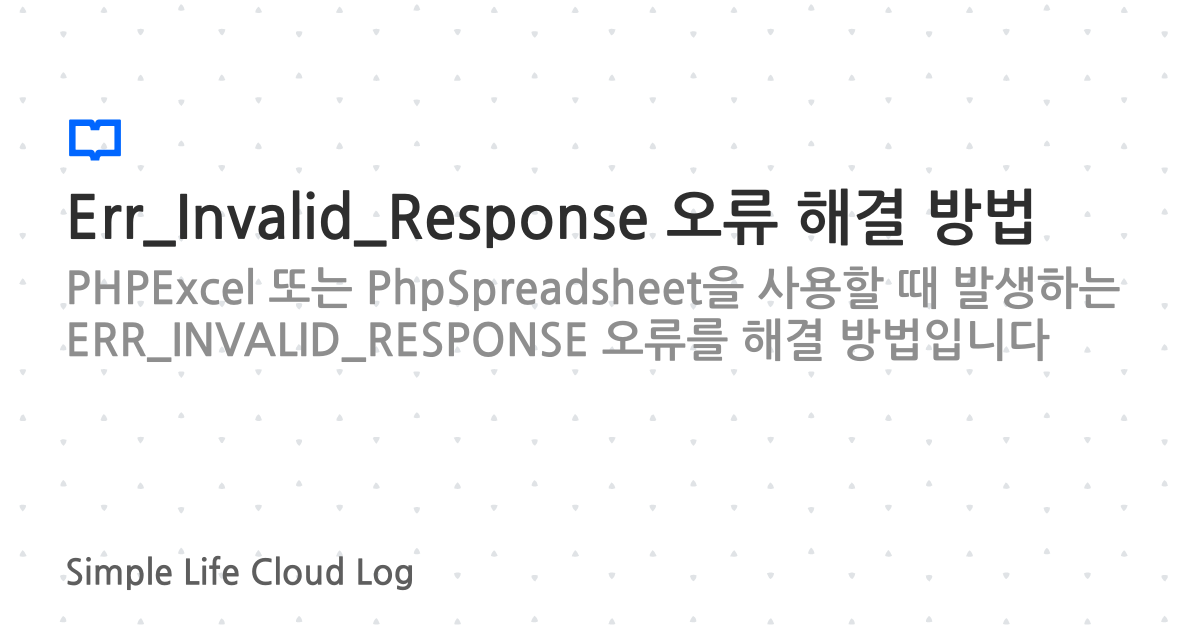 Err_Invalid_Response 오류 해결 방법
PHPExcel 또는 PhpSpreadsheet을 사용할 때 발생하는
ERR_INVALID_RESPONSE 오류를 해결 방법입니다
Simple Life Cloud Log